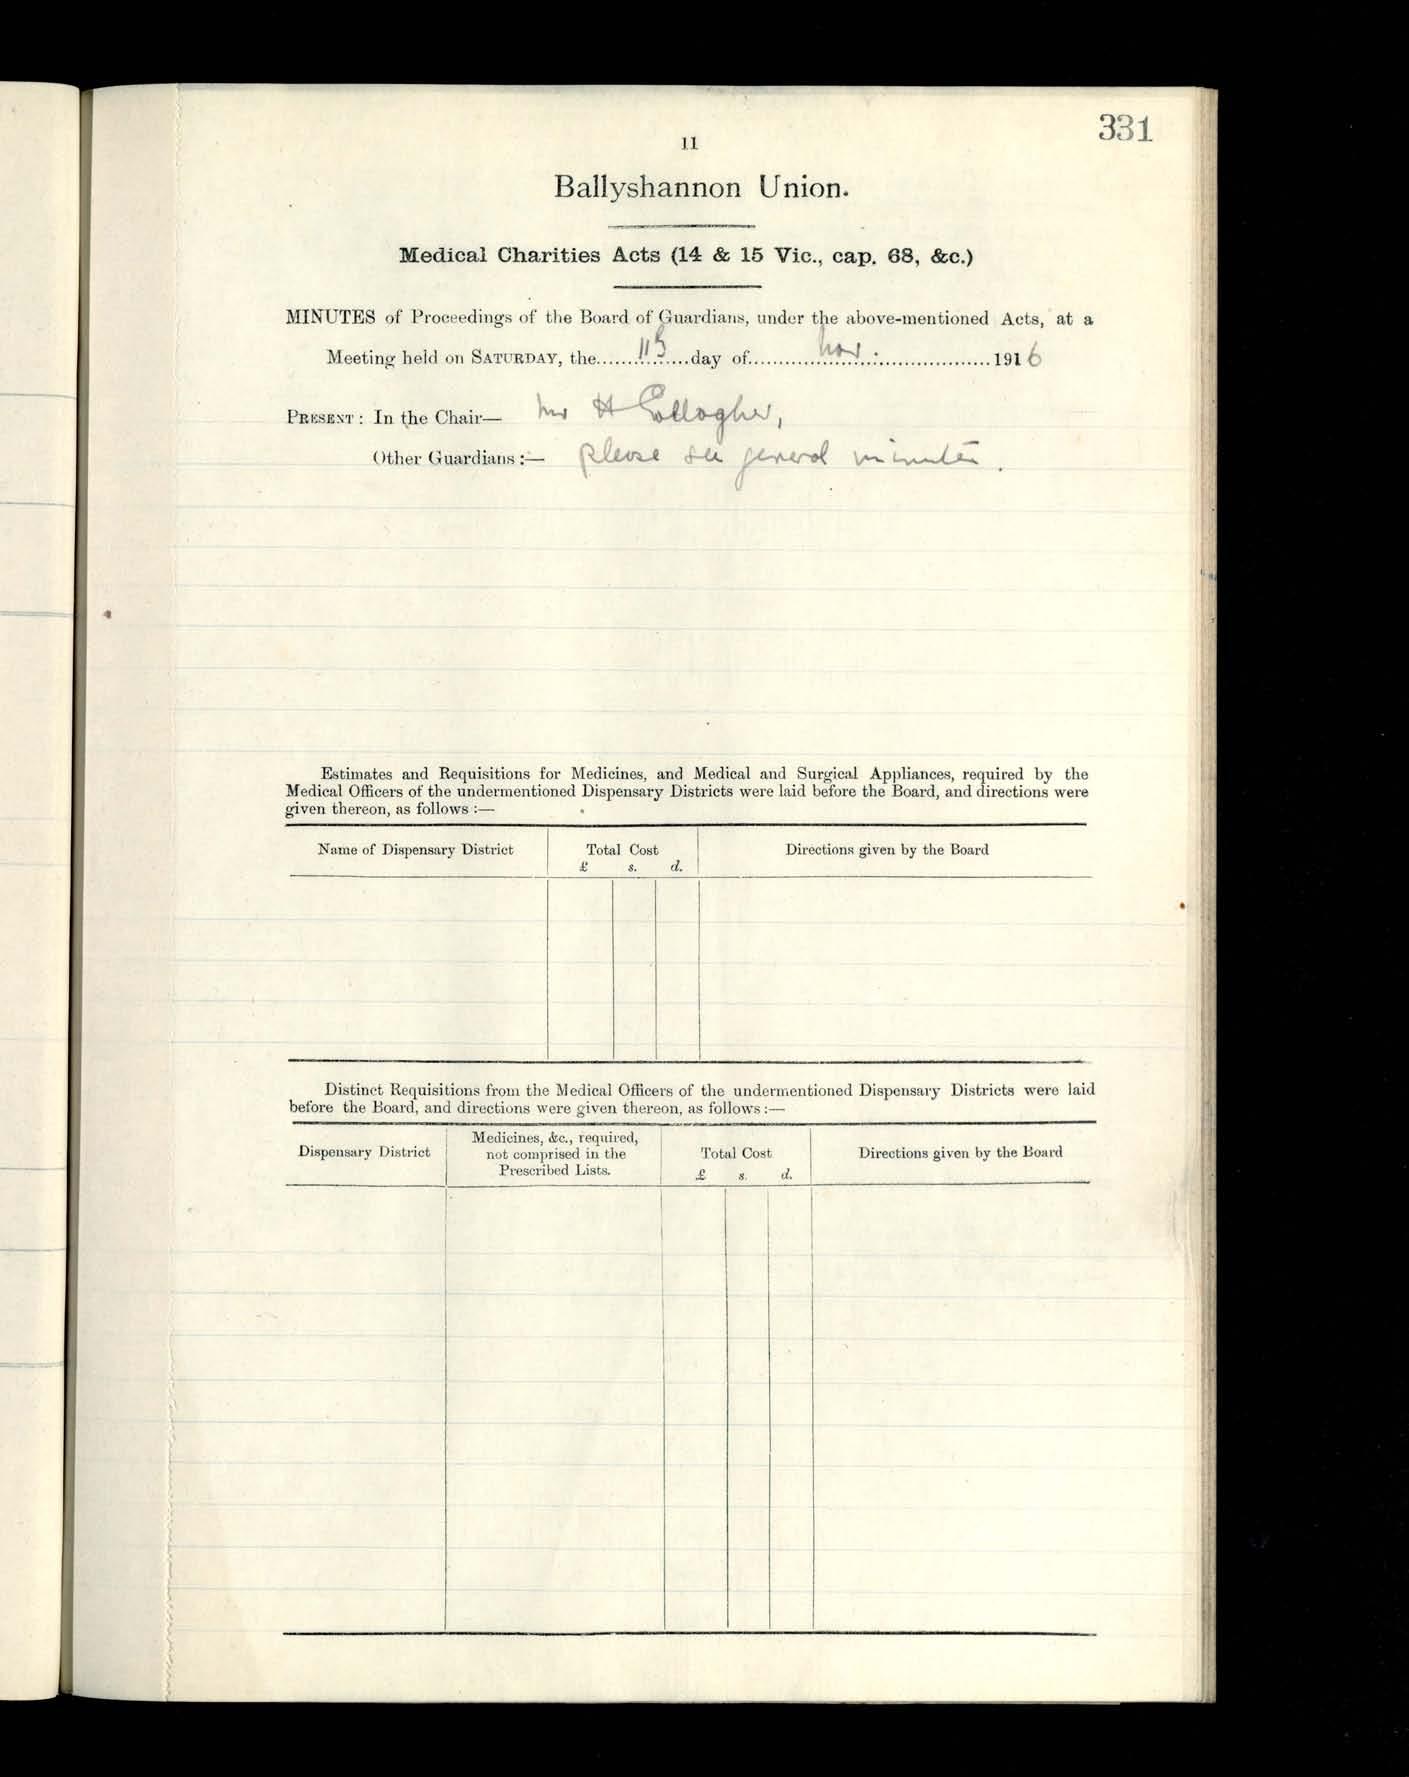 331
11
Ballyshannon Union.
Medical Charities Acts (14 & 15 Vic., cap. 68, &c.)
MINUTES of Proceedings of the Board of Guardians, under the above-mentioned Acts, at a
Meeting held on SATURDAY, the 11th day of Nov: 1916
PRESENT: In the Chair— Mr H Gallagher,
Other Guardians:— please see general minutes.
Estimates and Requisitions for Medicines, and Medical and Surgical Appliances, required by the
Medical Officers of the undermentioned Dispensary Districts were laid before the Board, and directions were
given thereon, as follows :—
Name of Dispensary District Total Cost Directions given by the Board
£ s. d.
Distinct Requisitions from the Medical Officers of the undermentioned Dispensary Districts were laid
before the Board, and directions were given thereon, as follows:—
Dispensary District Medicines, &c., required,
not comprised in the
Prescribed Lists. Total Cost Directions given by the Board
£ s. d.